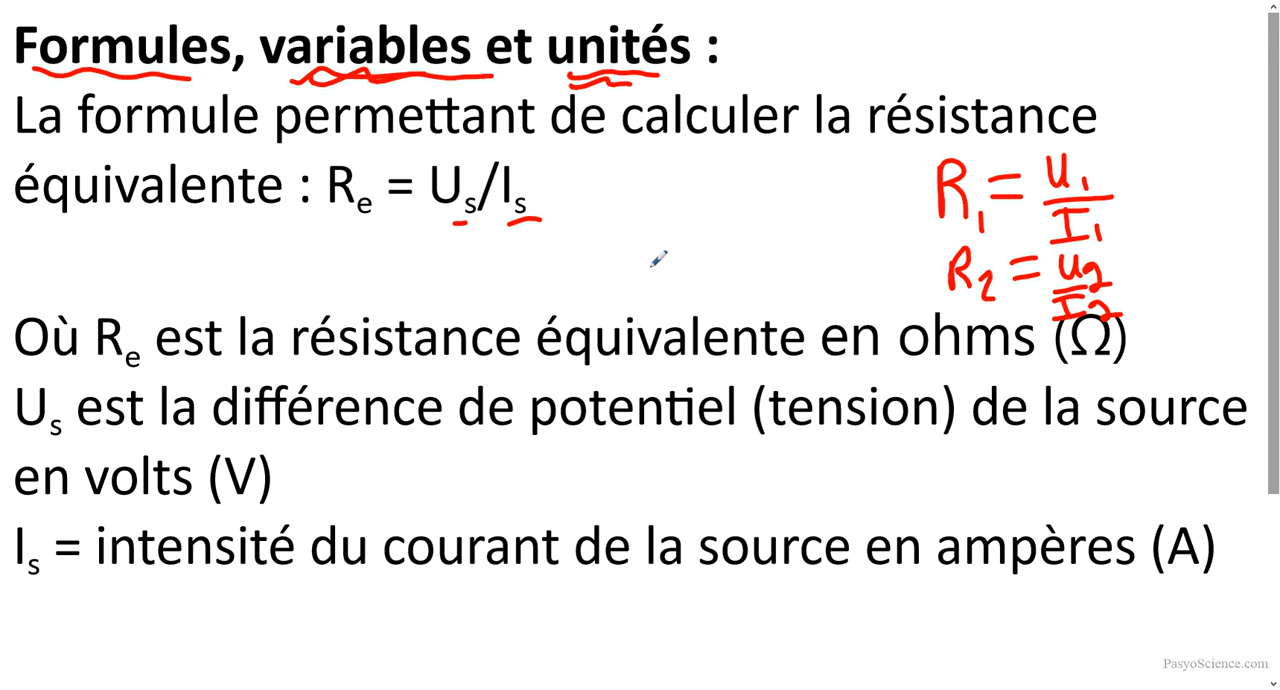 Formules, variables et unités :
La formule permettant de calculer la résistance
équivalente : Rₑ = Uₛ/Iₛ
R₁ = U₁/I₁
R₂ = U₂/I₂
Où Rₑ est la résistance équivalente en ohms (Ω)
Uₛ est la différence de potentiel (tension) de la source
en volts (V)
Iₛ = intensité du courant de la source en ampères (A)
PasyoScience.com